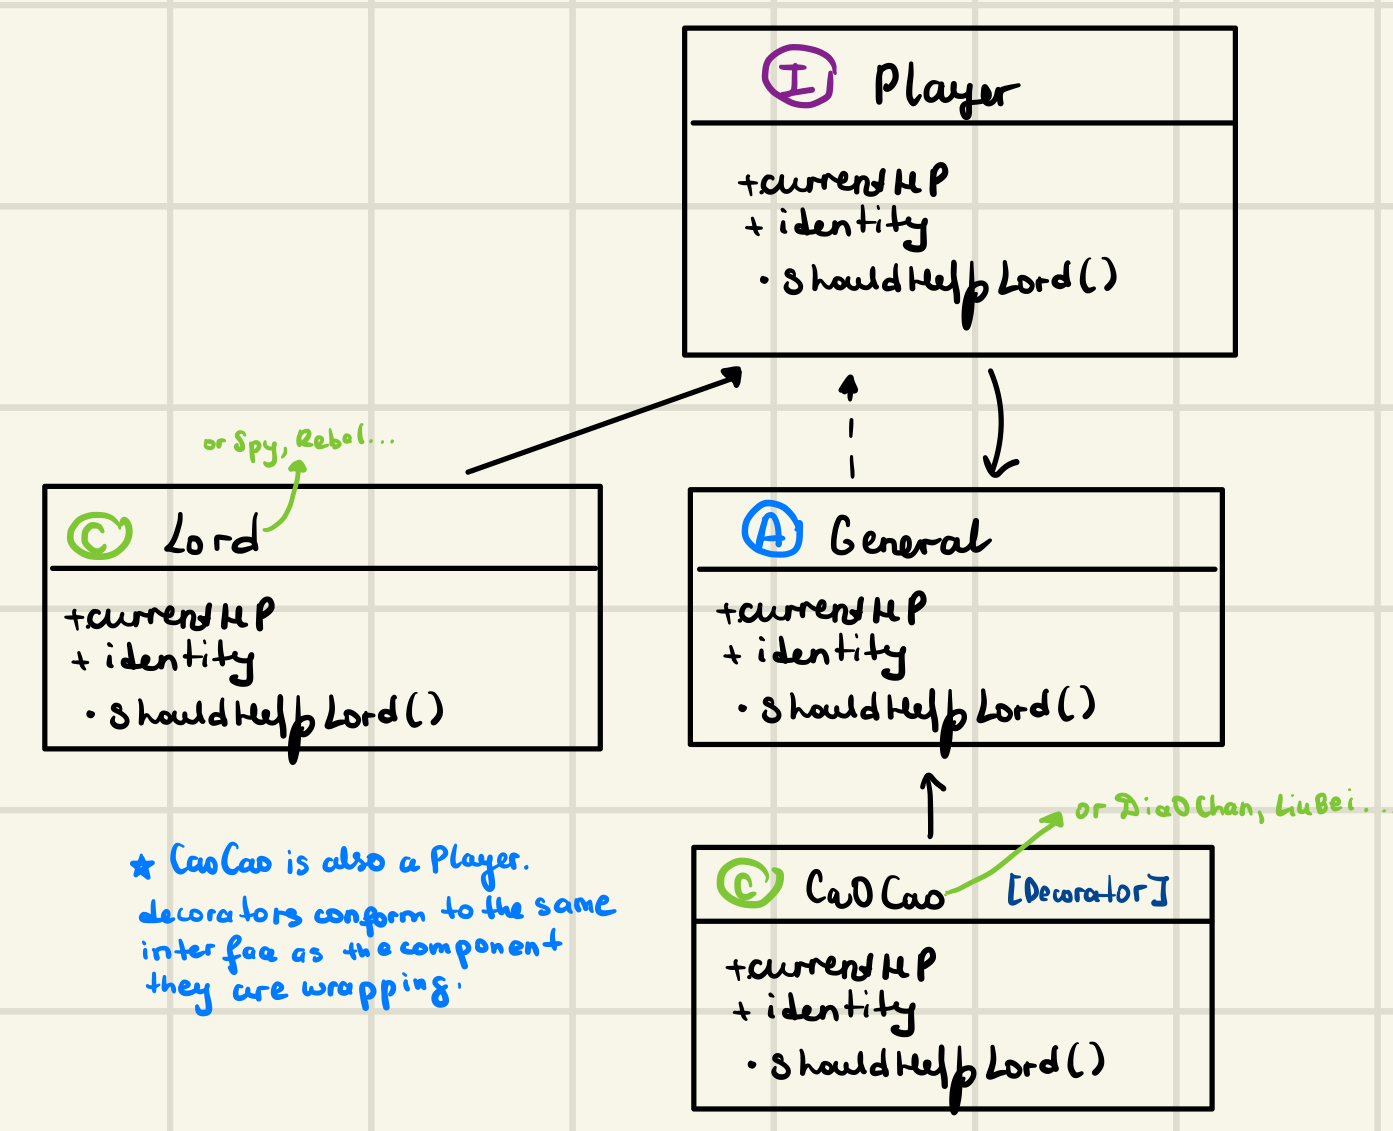 I Player
+currentHP
+ identity
• shouldHelpLord()
or Spy, Rebel...
C Lord
+currentHP
+ identity
• shouldHelpLord()
A General
+currentHP
+ identity
• shouldHelpLord()
or DiaoChan, LiuBei...
C CaoCao [Decorator]
+currentHP
+ identity
• shouldHelpLord()
★ CaoCao is also a Player.
decorators conform to the same
interface as the component
they are wrapping.